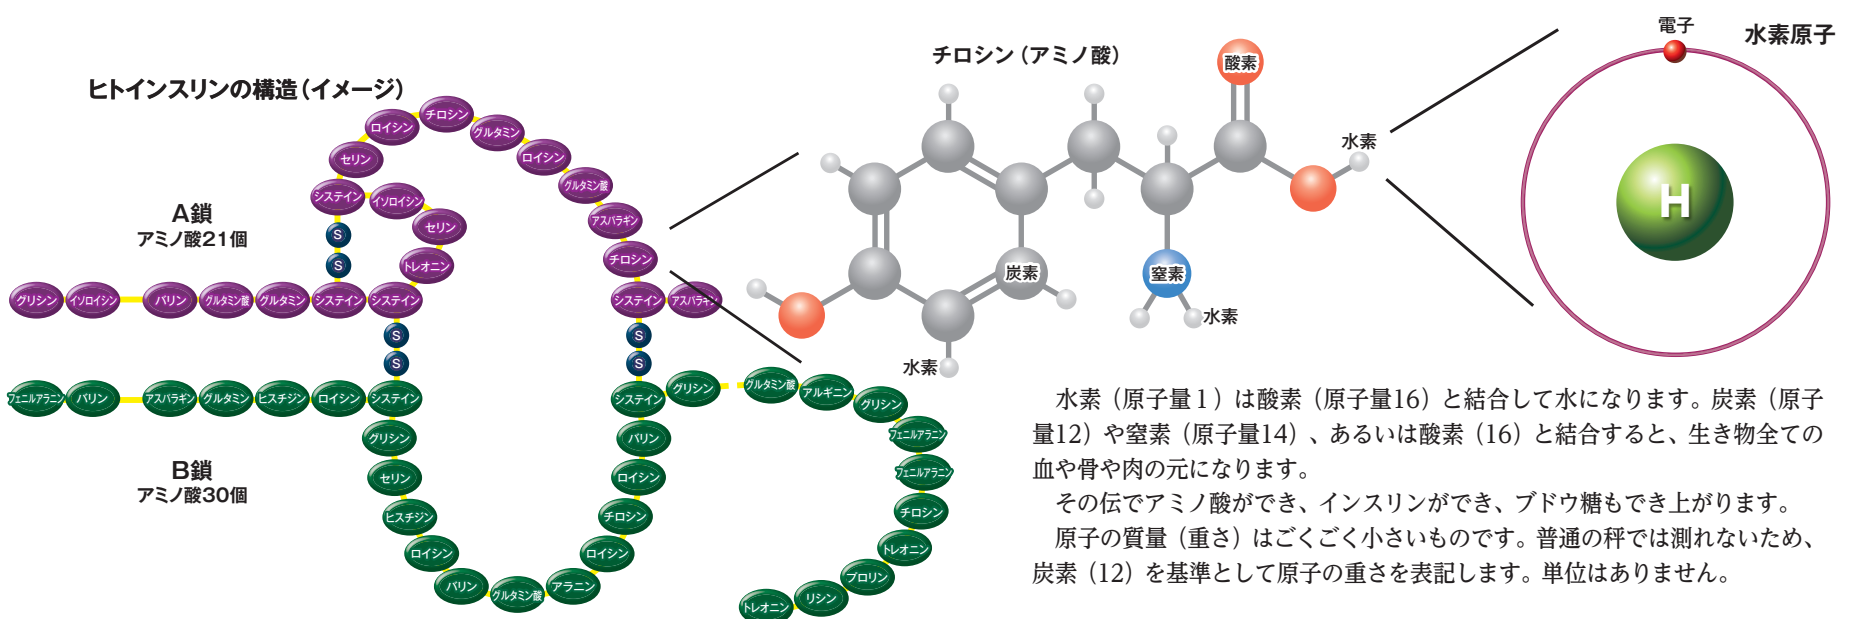 ヒトインスリンの構造(イメージ)
A鎖
アミノ酸21個
グリシン
イソロイシン
バリン
グルタミン酸
グルタミン
システイン
システイン
トレオニン
セリン
イソロイシン
システイン
セリン
ロイシン
チロシン
グルタミン
ロイシン
グルタミン酸
アスパラギン
チロシン
システイン
アスパラギン
S
S
S
S
S
S
B鎖
アミノ酸30個
フェニルアラニン
バリン
アスパラギン
グルタミン
ヒスチジン
ロイシン
システイン
グリシン
セリン
ヒスチジン
ロイシン
バリン
グルタミン酸
アラニン
ロイシン
チロシン
ロイシン
バリン
システイン
グリシン
グルタミン酸
アルギニン
グリシン
フェニルアラニン
フェニルアラニン
チロシン
トレオニン
プロリン
リシン
トレオニン
チロシン(アミノ酸)
酸素
水素
炭素
窒素
水素
水素
電子
水素原子
H
水素(原子量1)は酸素(原子量16)と結合して水になります。炭素(原子
量12)や窒素(原子量14)、あるいは酸素(16)と結合すると、生き物全ての
血や骨や肉の元になります。
その伝でアミノ酸ができ、インスリンができ、ブドウ糖もでき上がります。
原子の質量(重さ)はごくごく小さいものです。普通の秤では測れないため、
炭素(12)を基準として原子の重さを表記します。単位はありません。